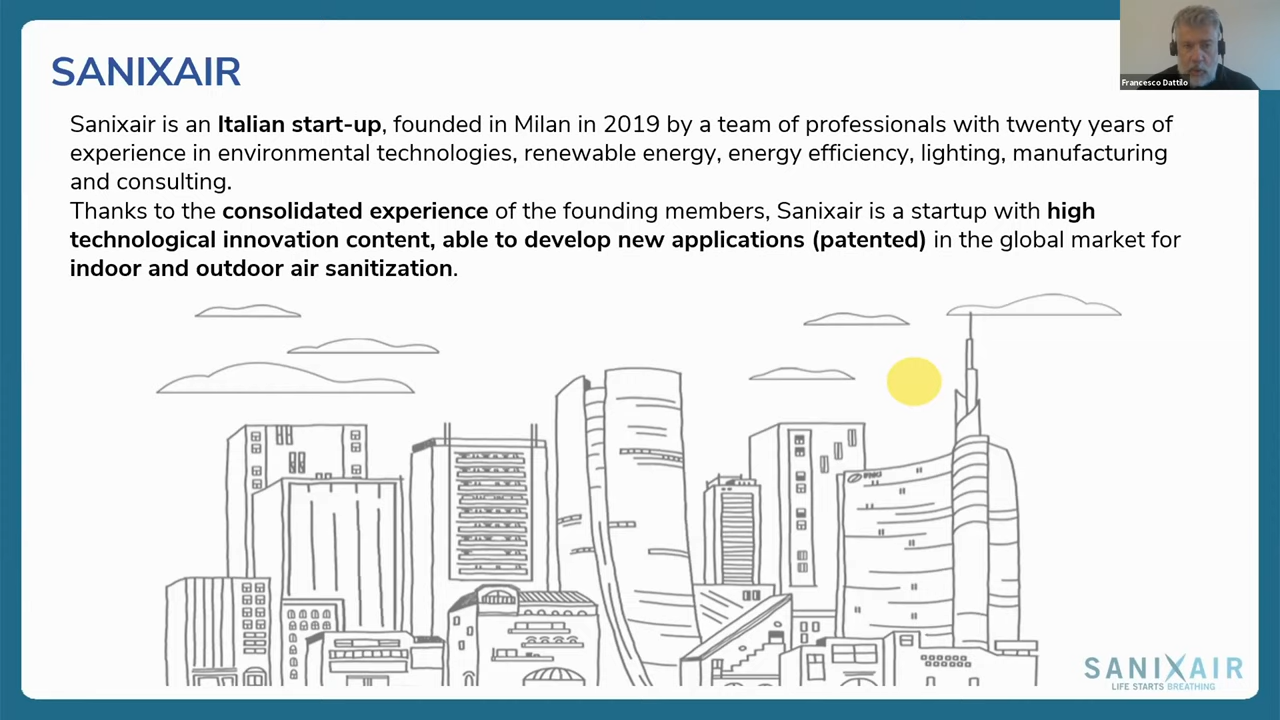 SANIXAIR
Francesco Dattilo
Sanixair is an Italian start-up, founded in Milan in 2019 by a team of professionals with twenty years of
experience in environmental technologies, renewable energy, energy efficiency, lighting, manufacturing
and consulting.
Thanks to the consolidated experience of the founding members, Sanixair is a startup with high
technological innovation content, able to develop new applications (patented) in the global market for
indoor and outdoor air sanitization.
SANIXAIR
LIFE STARTS BREATHING